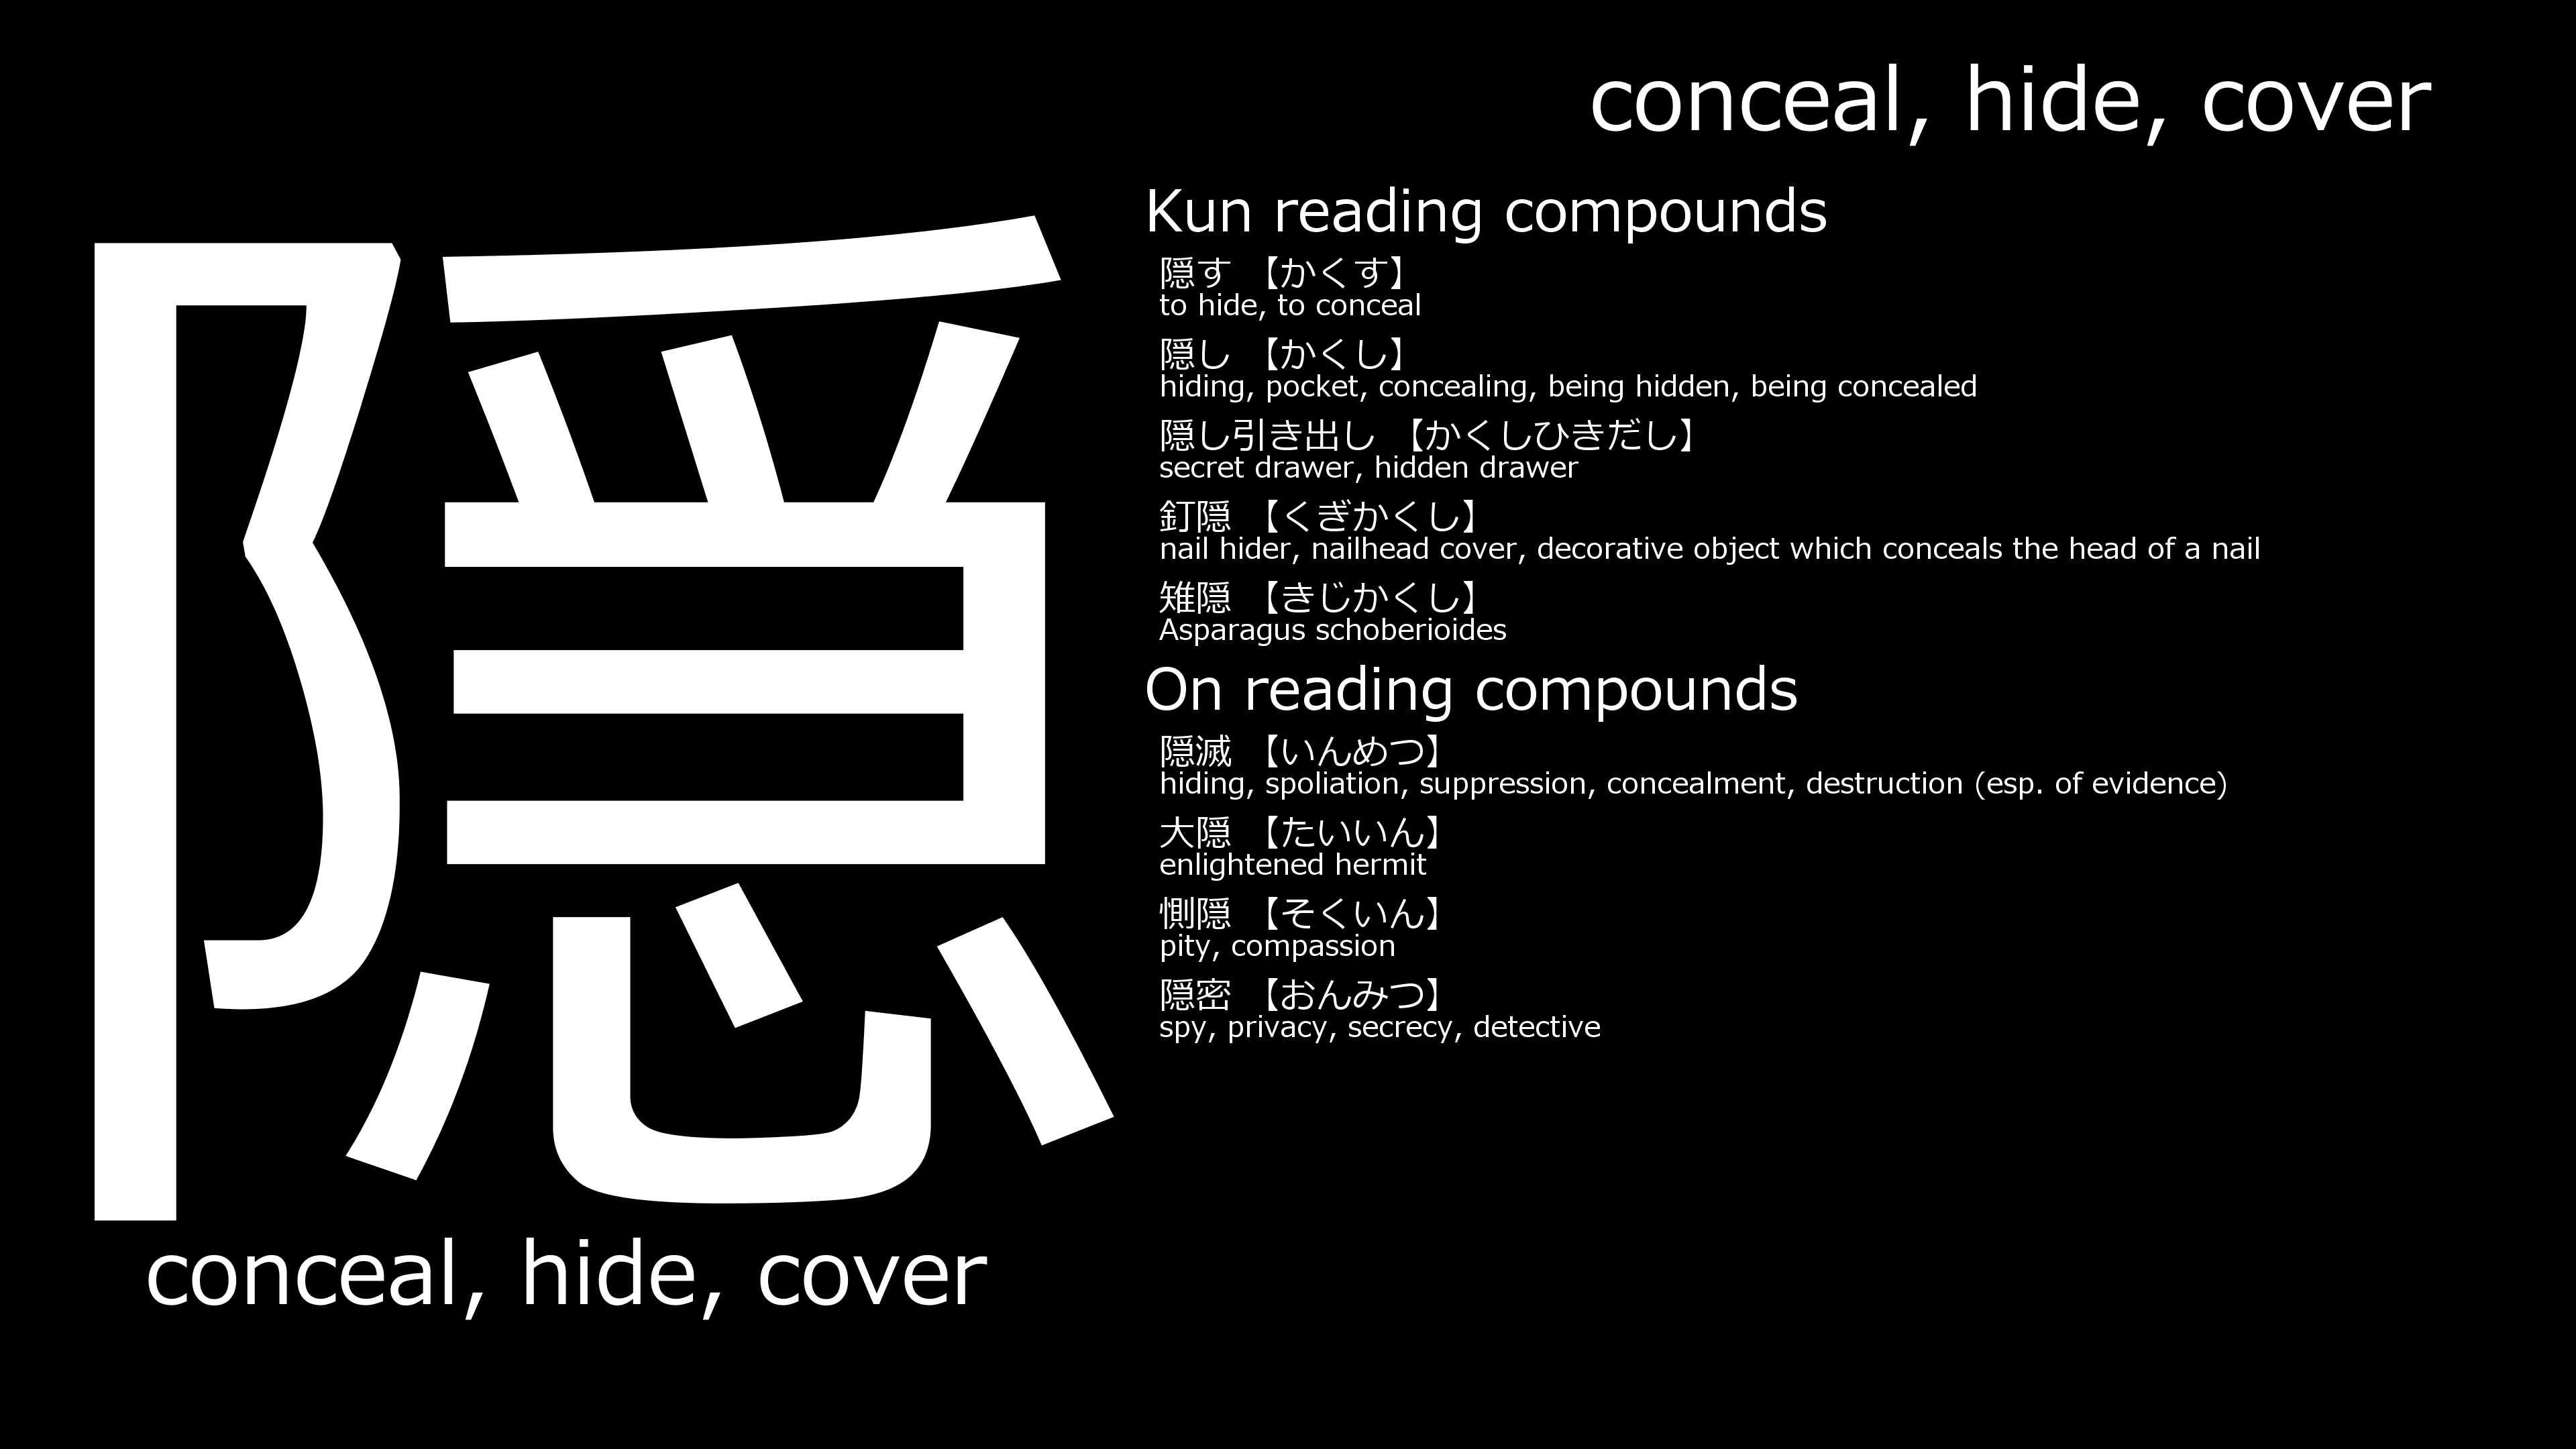 conceal, hide, cover
隠
conceal, hide, cover
Kun reading compounds
隠す 【かくす】
to hide, to conceal
隠し 【かくし】
hiding, pocket, concealing, being hidden, being concealed
隠し引き出し 【かくしひきだし】
secret drawer, hidden drawer
釘隠 【くぎかくし】
nail hider, nailhead cover, decorative object which conceals the head of a nail
雉隠 【きじかくし】
Asparagus schoberioides
On reading compounds
隠滅 【いんめつ】
hiding, spoliation, suppression, concealment, destruction (esp. of evidence)
大隠 【たいいん】
enlightened hermit
惻隠 【そくいん】
pity, compassion
隠密 【おんみつ】
spy, privacy, secrecy, detective